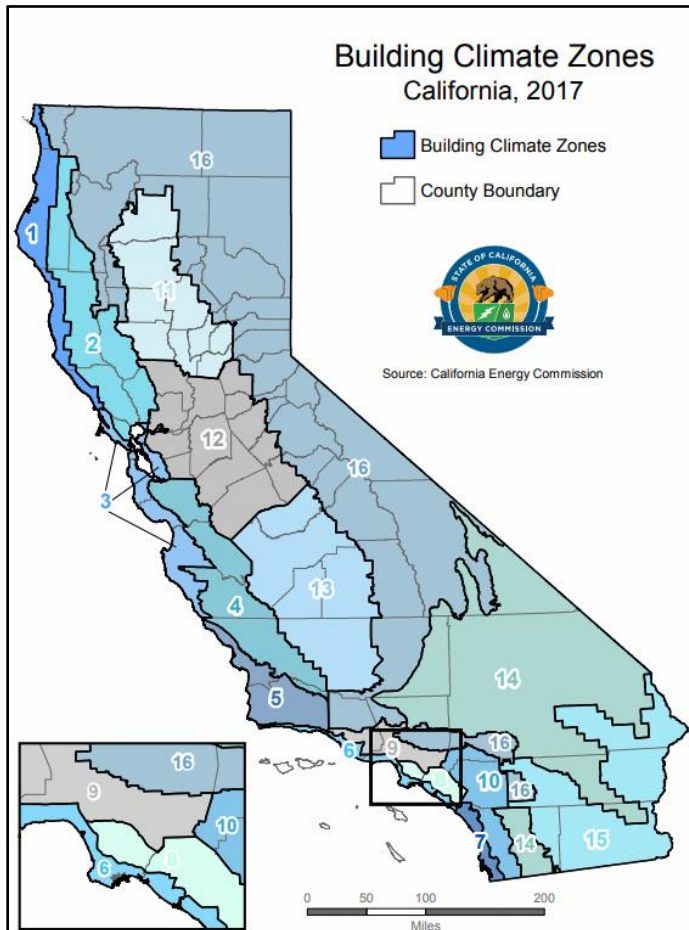 Building Climate Zones
California, 2017
Building Climate Zones
County Boundary
STATE OF CALIFORNIA
ENERGY COMMISSION
Source: California Energy Commission
16
1
11
2
12
16
3
13
4
14
5
6
9
16
8
10
16
7
14
15
16
9
10
8
6
0 50 100 200
Miles